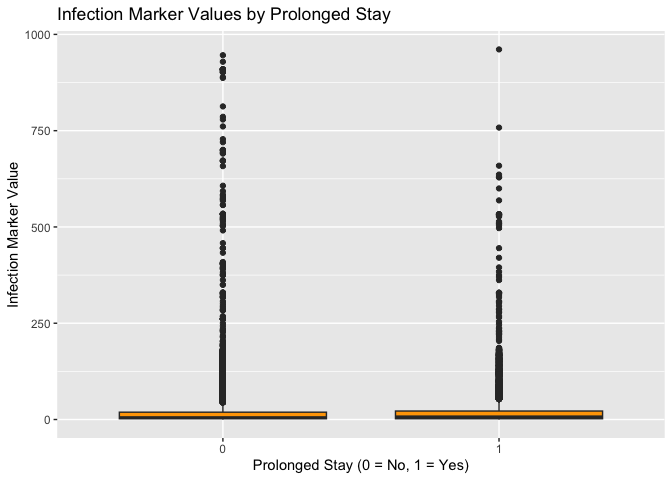 Infection Marker Values by Prolonged Stay
1000
750
500
250
0
Infection Marker Value
0 1
Prolonged Stay (0 = No, 1 = Yes)